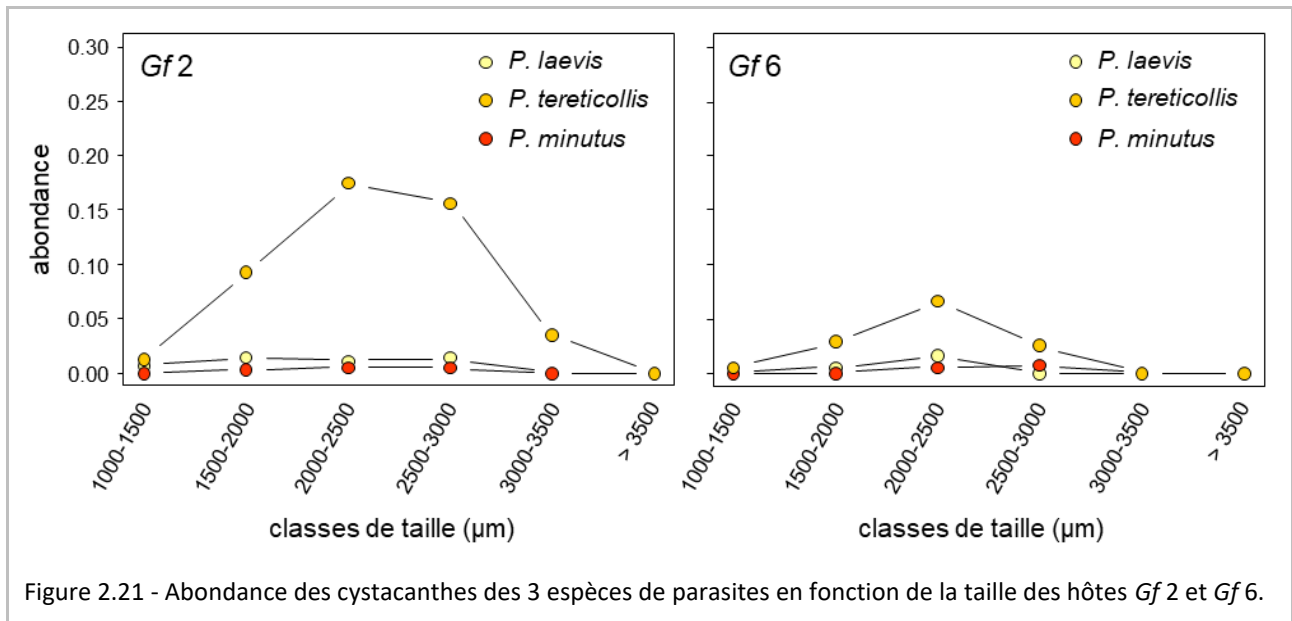 Gf 2
P. laevis
P. tereticollis
P. minutus
0.30
0.25
0.20
0.15
0.10
0.05
0.00
abondance
1000-1500
1500-2000
2000-2500
2500-3000
3000-3500
> 3500
classes de taille (µm)
Gf 6
P. laevis
P. tereticollis
P. minutus
1000-1500
1500-2000
2000-2500
2500-3000
3000-3500
> 3500
classes de taille (µm)
Figure 2.21 - Abondance des cystacanthes des 3 espèces de parasites en fonction de la taille des hôtes Gf 2 et Gf 6.